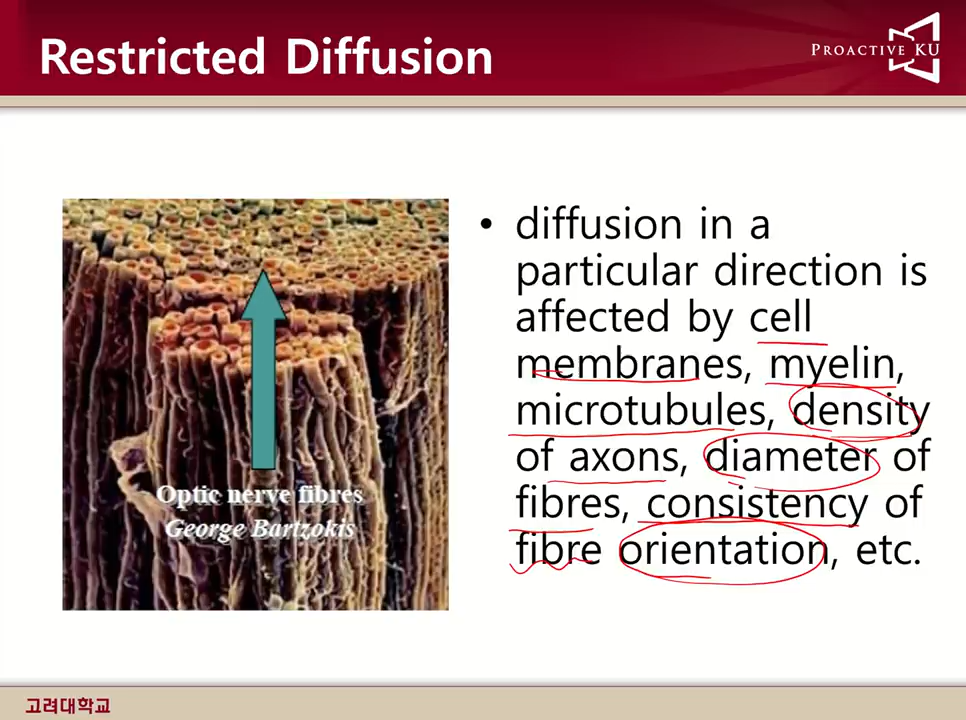 Restricted Diffusion
PROACTIVE KU
• diffusion in a
particular direction is
affected by cell
membranes, myelin,
microtubules, density
of axons, diameter of
fibres, consistency of
fibre orientation, etc.
Optic nerve fibres
George Bartzokis
고려대학교